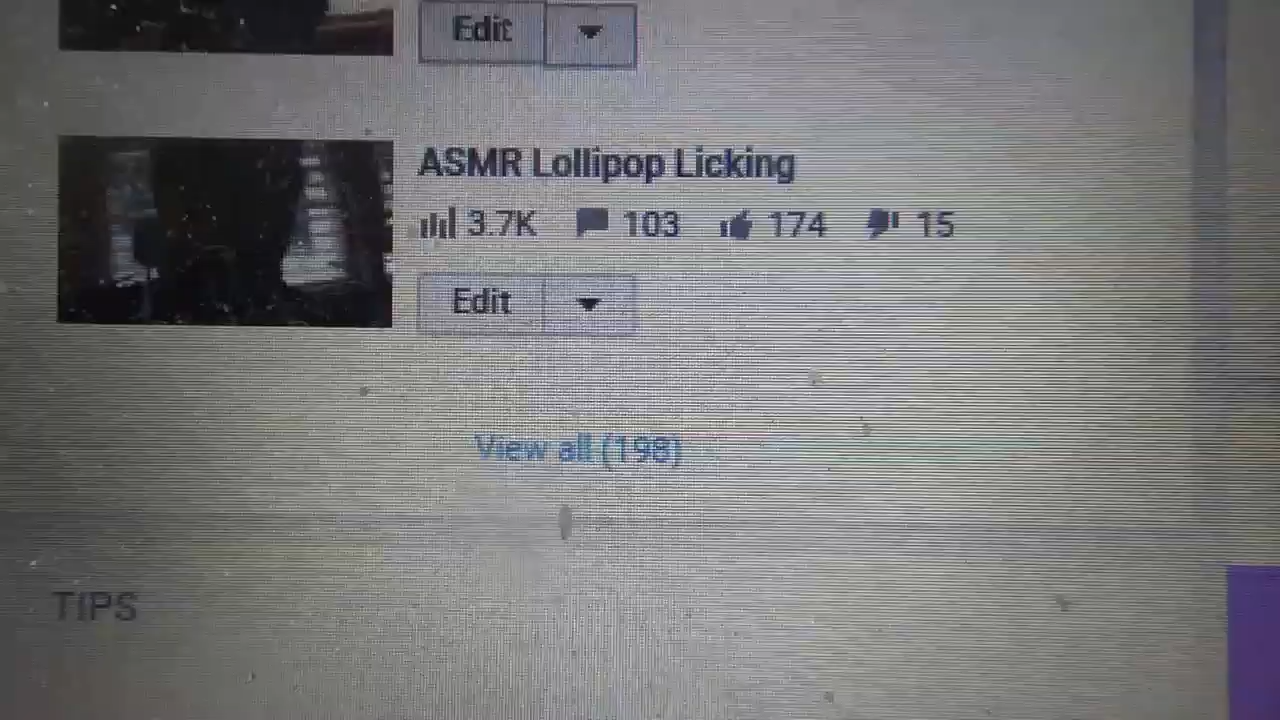 Edit
ASMR Lollipop Licking
3.7K 103 174 15
Edit
View all (198)
TIPS